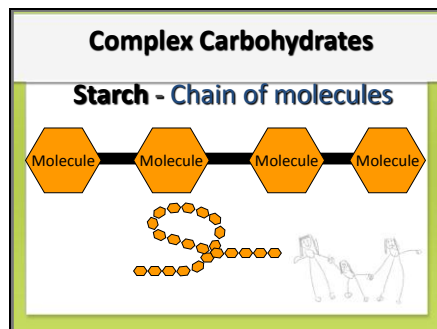 Complex Carbohydrates
Starch - Chain of molecules
Molecule Molecule Molecule Molecule